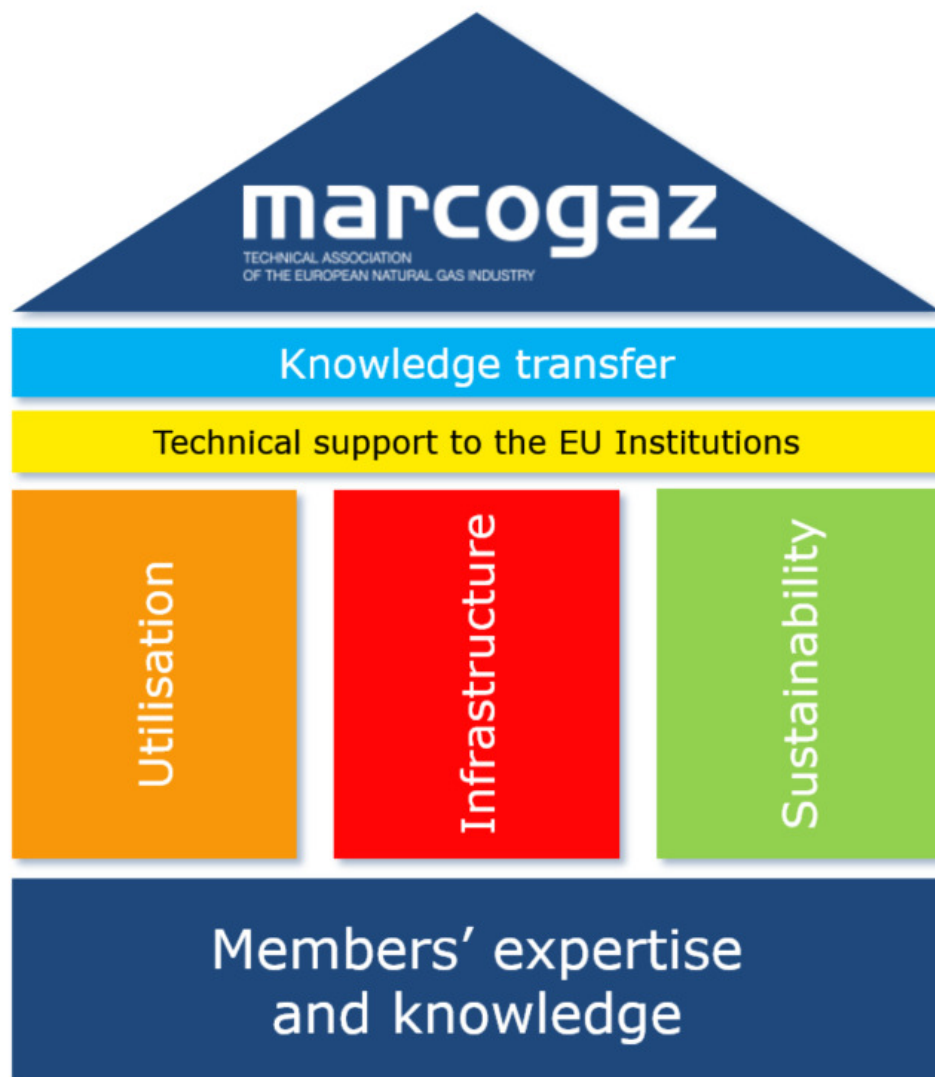 marcogaz
TECHNICAL ASSOCIATION
OF THE EUROPEAN NATURAL GAS INDUSTRY
Knowledge transfer
Technical support to the EU Institutions
Utilisation
Infrastructure
Sustainability
Members’ expertise
and knowledge